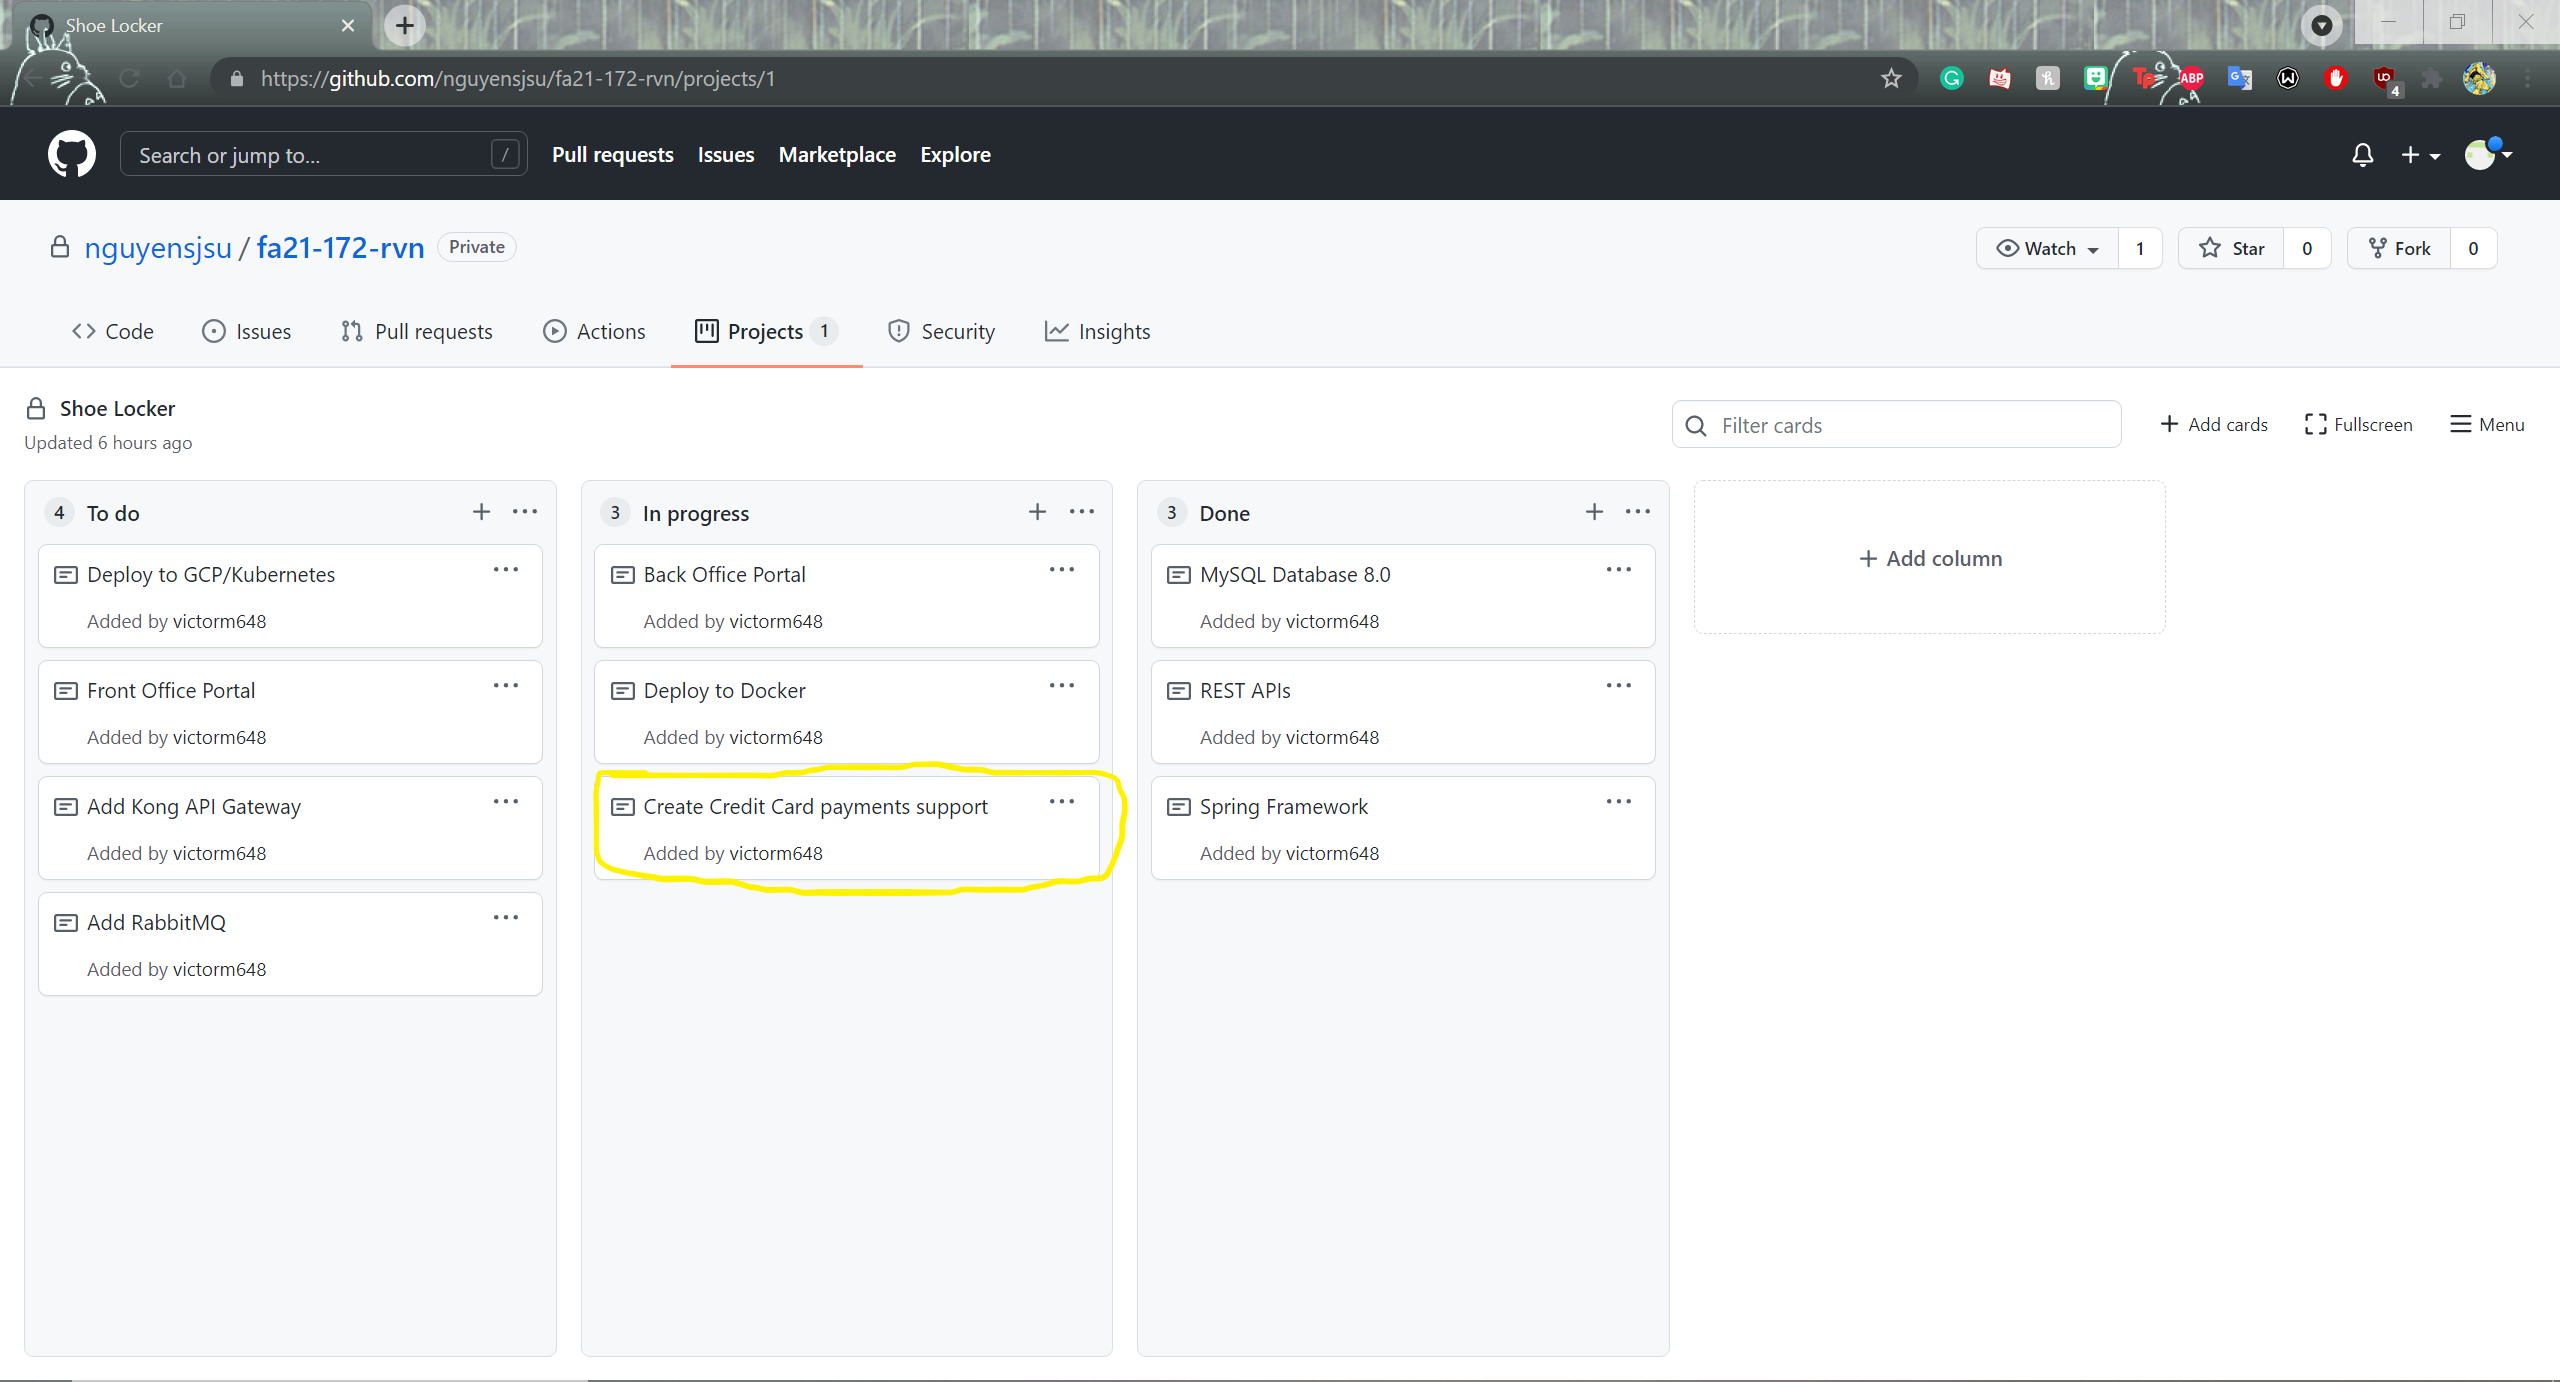 Shoe Locker
https://github.com/nguyensjsu/fa21-172-rvn/projects/1
ABP
4
Search or jump to... /
Pull requests
Issues
Marketplace
Explore
nguyensjsu / fa21-172-rvn Private
Watch 1
Star 0
Fork 0
Code
Issues
Pull requests
Actions
Projects 1
Security
Insights
Shoe Locker
Updated 6 hours ago
Filter cards
Add cards
Fullscreen
Menu
4 To do
Deploy to GCP/Kubernetes
Added by victorm648
Front Office Portal
Added by victorm648
Add Kong API Gateway
Added by victorm648
Add RabbitMQ
Added by victorm648
3 In progress
Back Office Portal
Added by victorm648
Deploy to Docker
Added by victorm648
Create Credit Card payments support
Added by victorm648
3 Done
MySQL Database 8.0
Added by victorm648
REST APIs
Added by victorm648
Spring Framework
Added by victorm648
Add column